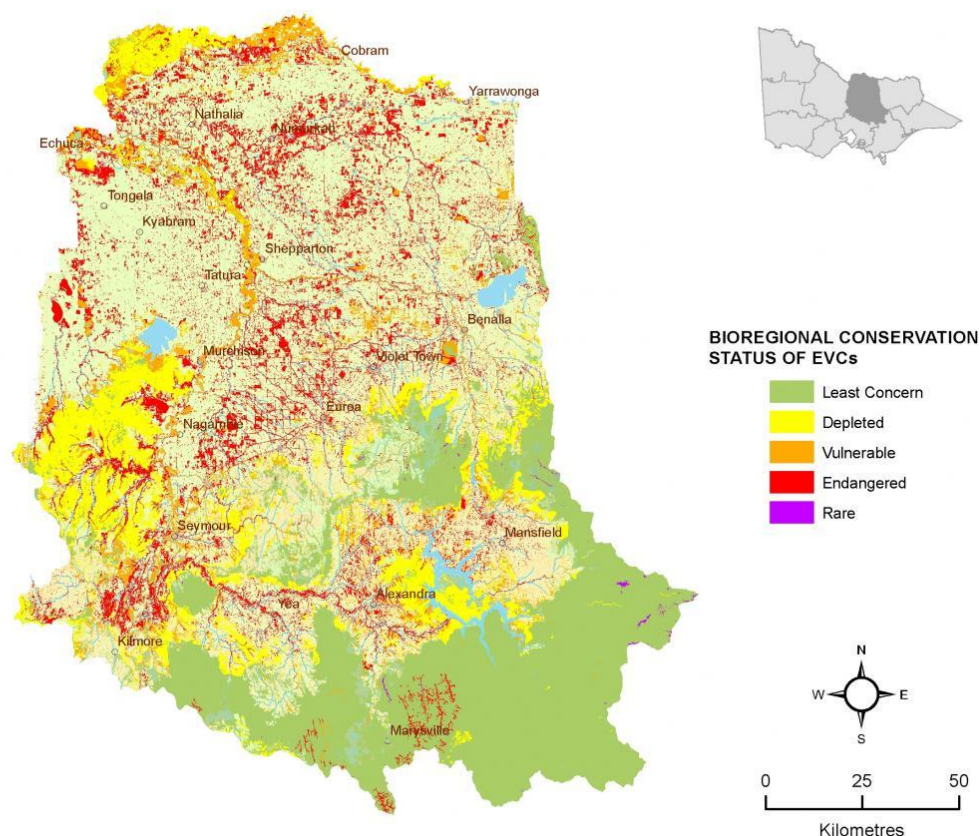 Cobram
Yarrawonga
Nathalia
Numurkah
Echuca
Tongala
Kyabram
Shepparton
Tatura
Benalla
Murchison
Violet Town
Euroa
Nagambie
Seymour
Mansfield
Alexandra
Yea
Kilmore
Marysville
BIOREGIONAL CONSERVATION
STATUS OF EVCs
Least Concern
Depleted
Vulnerable
Endangered
Rare
N
W
E
S
0
25
50
Kilometres